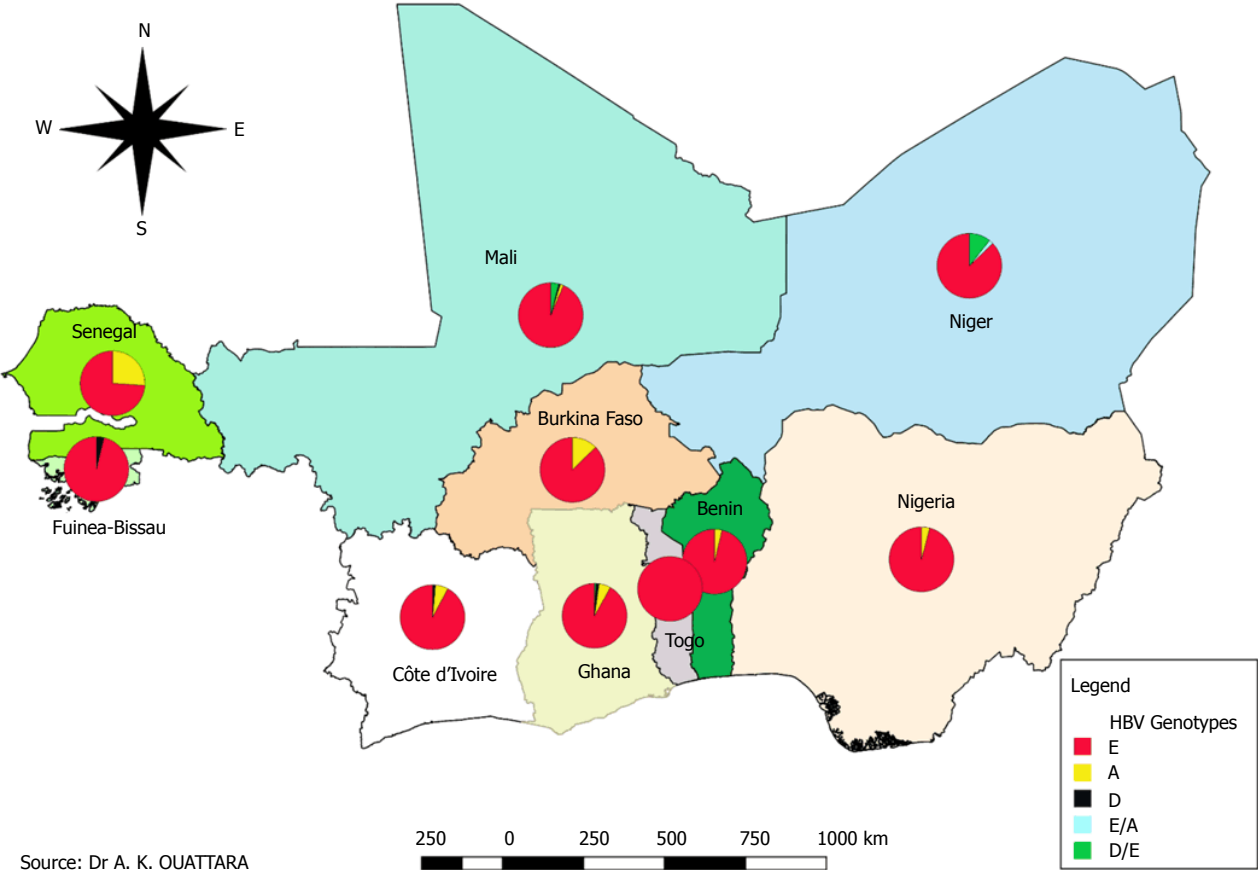 N
W
E
S
Mali
Niger
Senegal
Burkina Faso
Benin
Nigeria
Fuinea-Bissau
Togo
Côte d’Ivoire
Ghana
Legend
HBV Genotypes
E
A
D
E/A
D/E
250 0 250 500 750 1000 km
Source: Dr A. K. OUATTARA